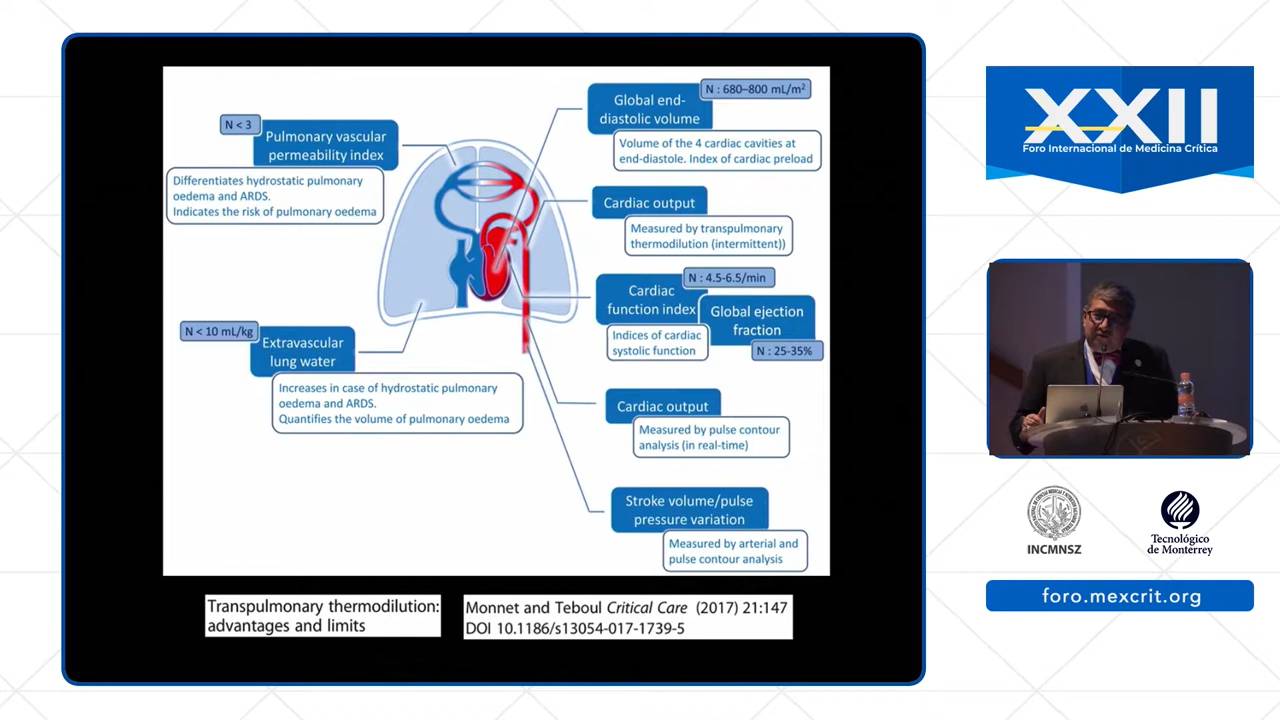 N < 3
Pulmonary vascular
permeability index
Differentiates hydrostatic pulmonary
oedema and ARDS.
Indicates the risk of pulmonary oedema
N < 10 mL/kg
Extravascular
lung water
Increases in case of hydrostatic pulmonary
oedema and ARDS.
Quantifies the volume of pulmonary oedema
N : 680–800 mL/m²
Global end-
diastolic volume
Volume of the 4 cardiac cavities at
end-diastole. Index of cardiac preload
Cardiac output
Measured by transpulmonary
thermodilution (intermittent))
N : 4.5-6.5/min
Cardiac
function index
Global ejection
fraction
Indices of cardiac
systolic function
N : 25-35%
Cardiac output
Measured by pulse contour
analysis (in real-time)
Stroke volume/pulse
pressure variation
Measured by arterial and
pulse contour analysis
Transpulmonary thermodilution:
advantages and limits
Monnet and Teboul Critical Care (2017) 21:147
DOI 10.1186/s13054-017-1739-5
XXII
Foro Internacional de Medicina Crítica
INCMNSZ
Tecnológico
de Monterrey
foro.mexcrit.org